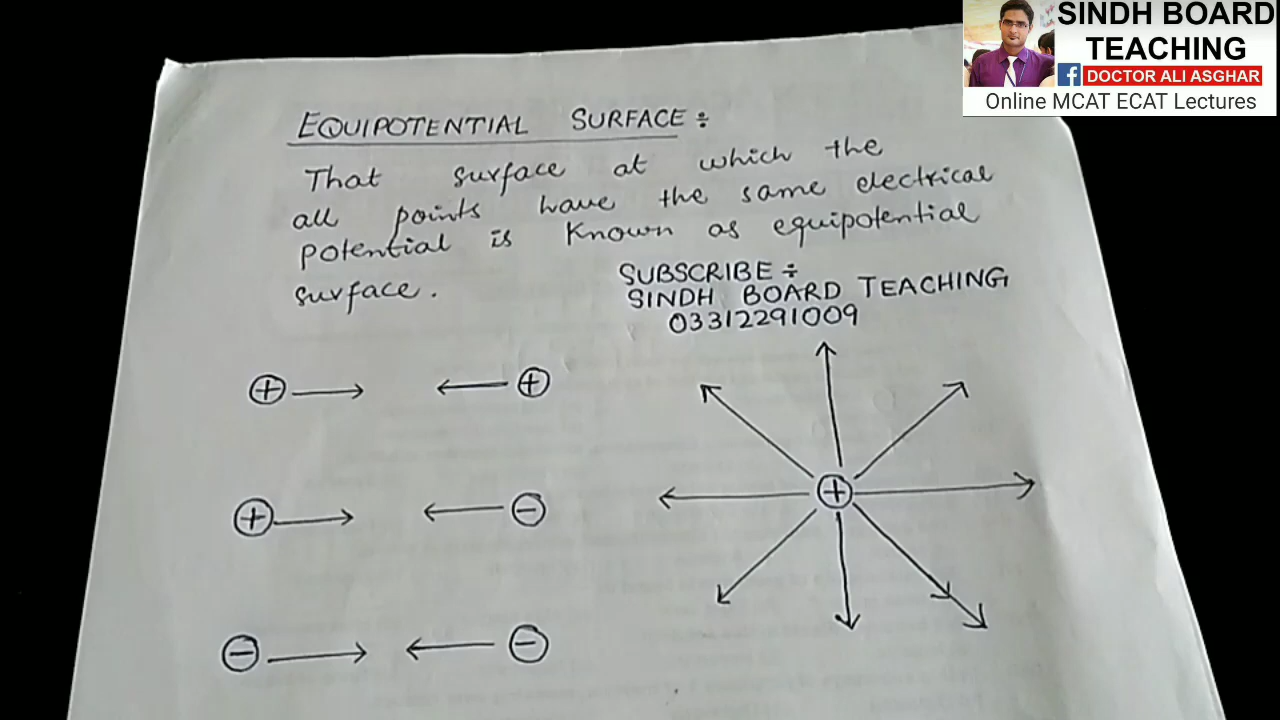 SINDH BOARD
TEACHING
f DOCTOR ALI ASGHAR
Online MCAT ECAT Lectures
EQUIPOTENTIAL SURFACE ÷
That surface at which the
all points have the same electrical
potential is known as equipotential
surface.
SUBSCRIBE ÷
SINDH BOARD TEACHING
03312291009
+ +
+
+ −
− −